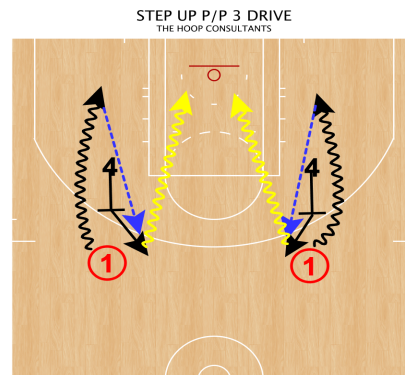 STEP UP P/P 3 DRIVE
THE HOOP CONSULTANTS
4 4
1 1